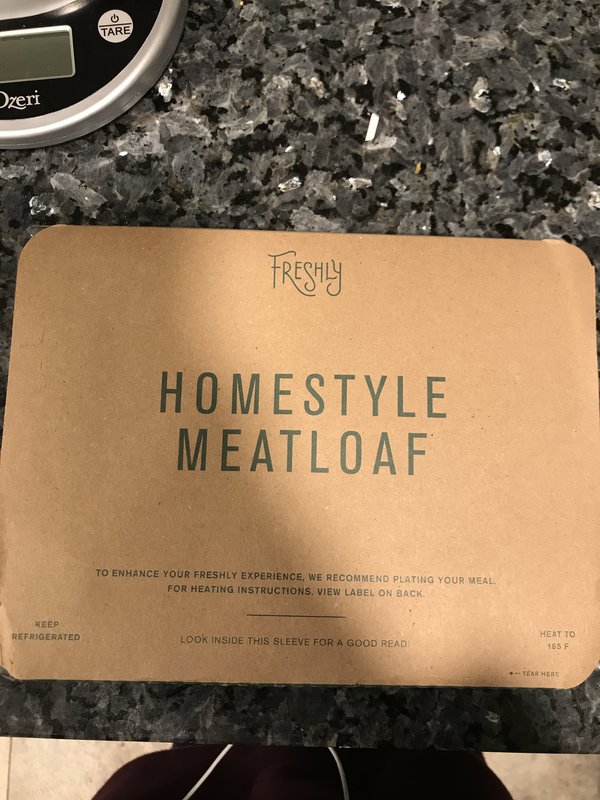 TARE
Ozeri
FRESHLY
HOMESTYLE
MEATLOAF
TO ENHANCE YOUR FRESHLY EXPERIENCE, WE RECOMMEND PLATING YOUR MEAL.
FOR HEATING INSTRUCTIONS, VIEW LABEL ON BACK.
KEEP
REFRIGERATED
LOOK INSIDE THIS SLEEVE FOR A GOOD READ!
HEAT TO
165 F
TEAR HERE